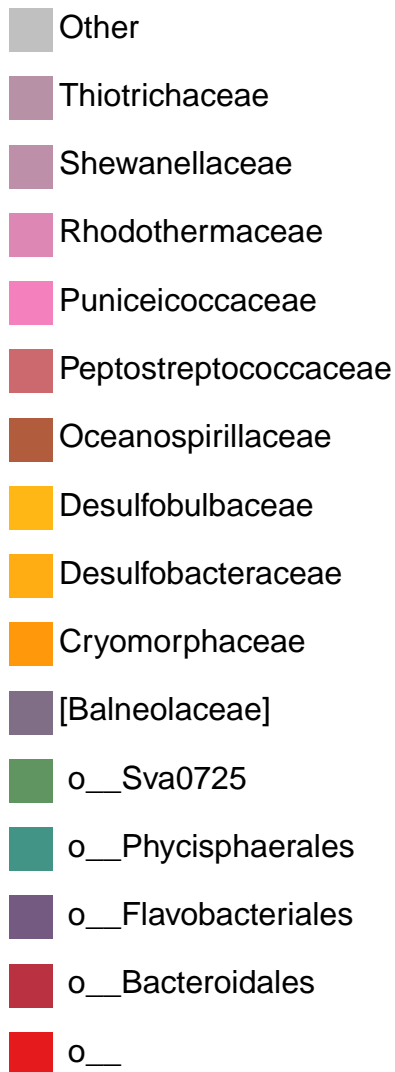 Other
Thiotrichaceae
Shewanellaceae
Rhodothermaceae
Puniceicoccaceae
Peptostreptococcaceae
Oceanospirillaceae
Desulfobulbaceae
Desulfobacteraceae
Cryomorphaceae
[Balneolaceae]
o__Sva0725
o__Phycisphaerales
o__Flavobacteriales
o__Bacteroidales
o__